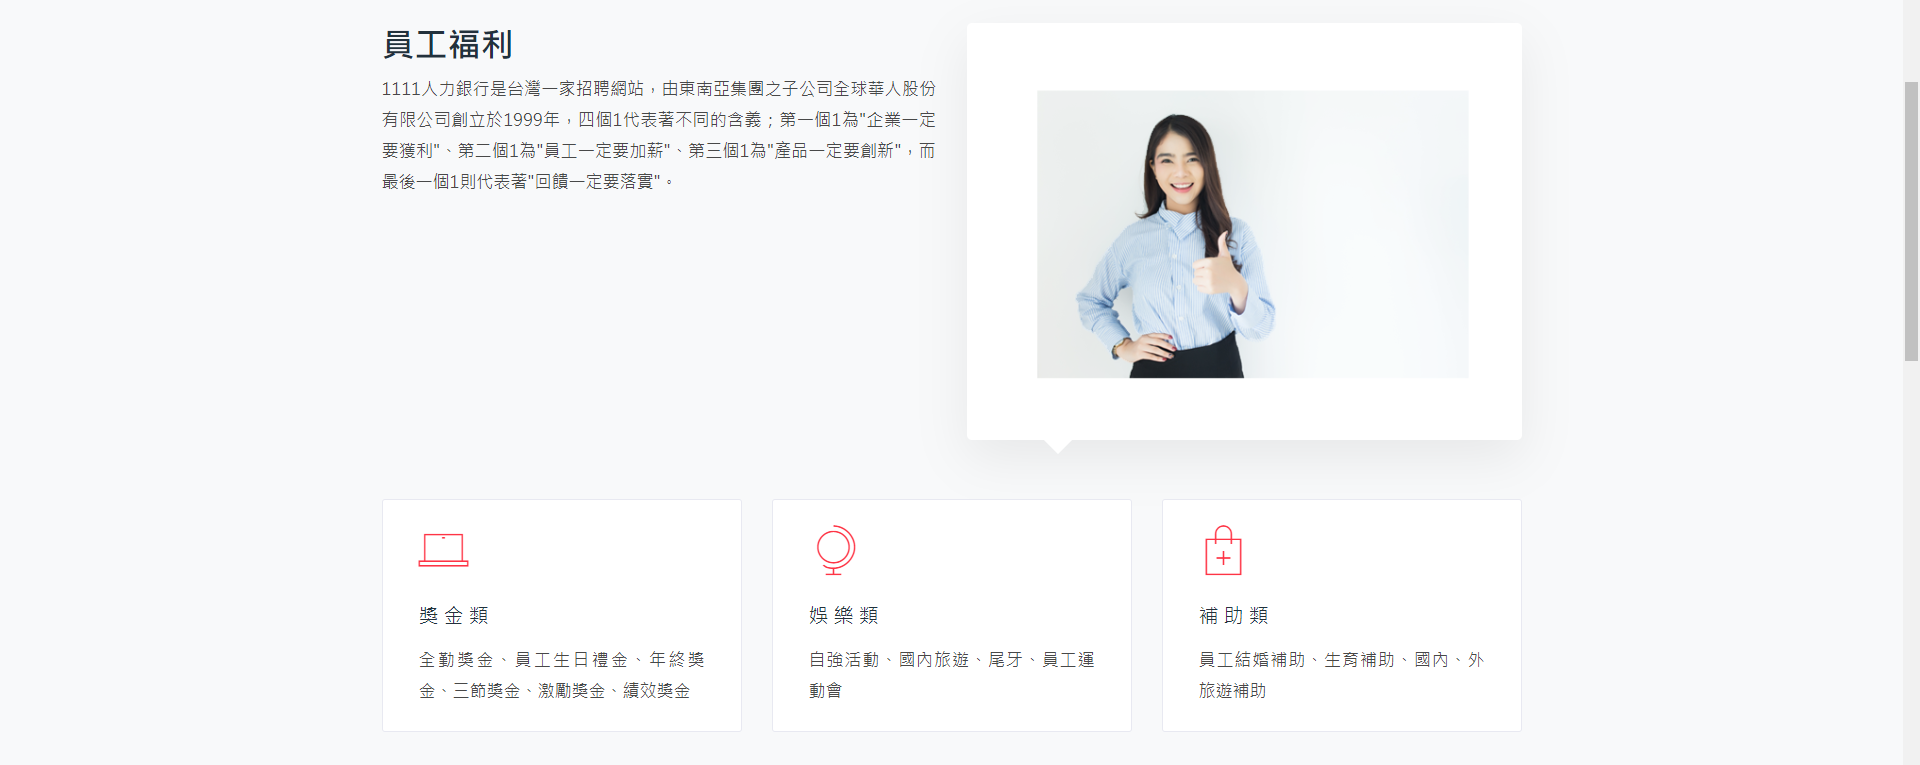 員工福利
1111人力銀行是台灣一家招聘網站，由東南亞集團之子公司全球華人股份
有限公司創立於1999年，四個1代表著不同的含義；第一個1為"企業一定
要獲利"、第二個1為"員工一定要加薪"、第三個1為"產品一定要創新"，而
最後一個1則代表著"回饋一定要落實"。
獎金類
全勤獎金、員工生日禮金、年終獎
金、三節獎金、激勵獎金、績效獎金
娛樂類
自強活動、國內旅遊、尾牙、員工運
動會
補助類
員工結婚補助、生育補助、國內、外
旅遊補助